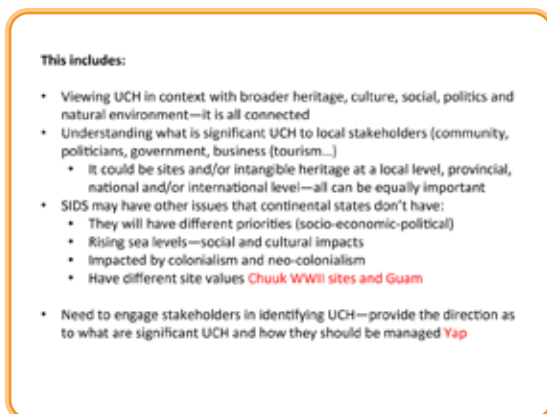 This includes:
• Viewing UCH in context with broader heritage, culture, social, politics and
natural environment—it is all connected
• Understanding what is significant UCH to local stakeholders (community,
politicians, government, business (tourism...)
• It could be sites and/or intangible heritage at a local level, provincial,
national and/or international level—all can be equally important
• SIDS may have other issues that continental states don't have:
• They will have different priorities (socio-economic-political)
• Rising sea levels—social and cultural impacts
• Impacted by colonialism and neo-colonialism
• Have different site values Chuuk WWII sites and Guam
• Need to engage stakeholders in identifying UCH—provide the direction as
to what are significant UCH and how they should be managed Yap